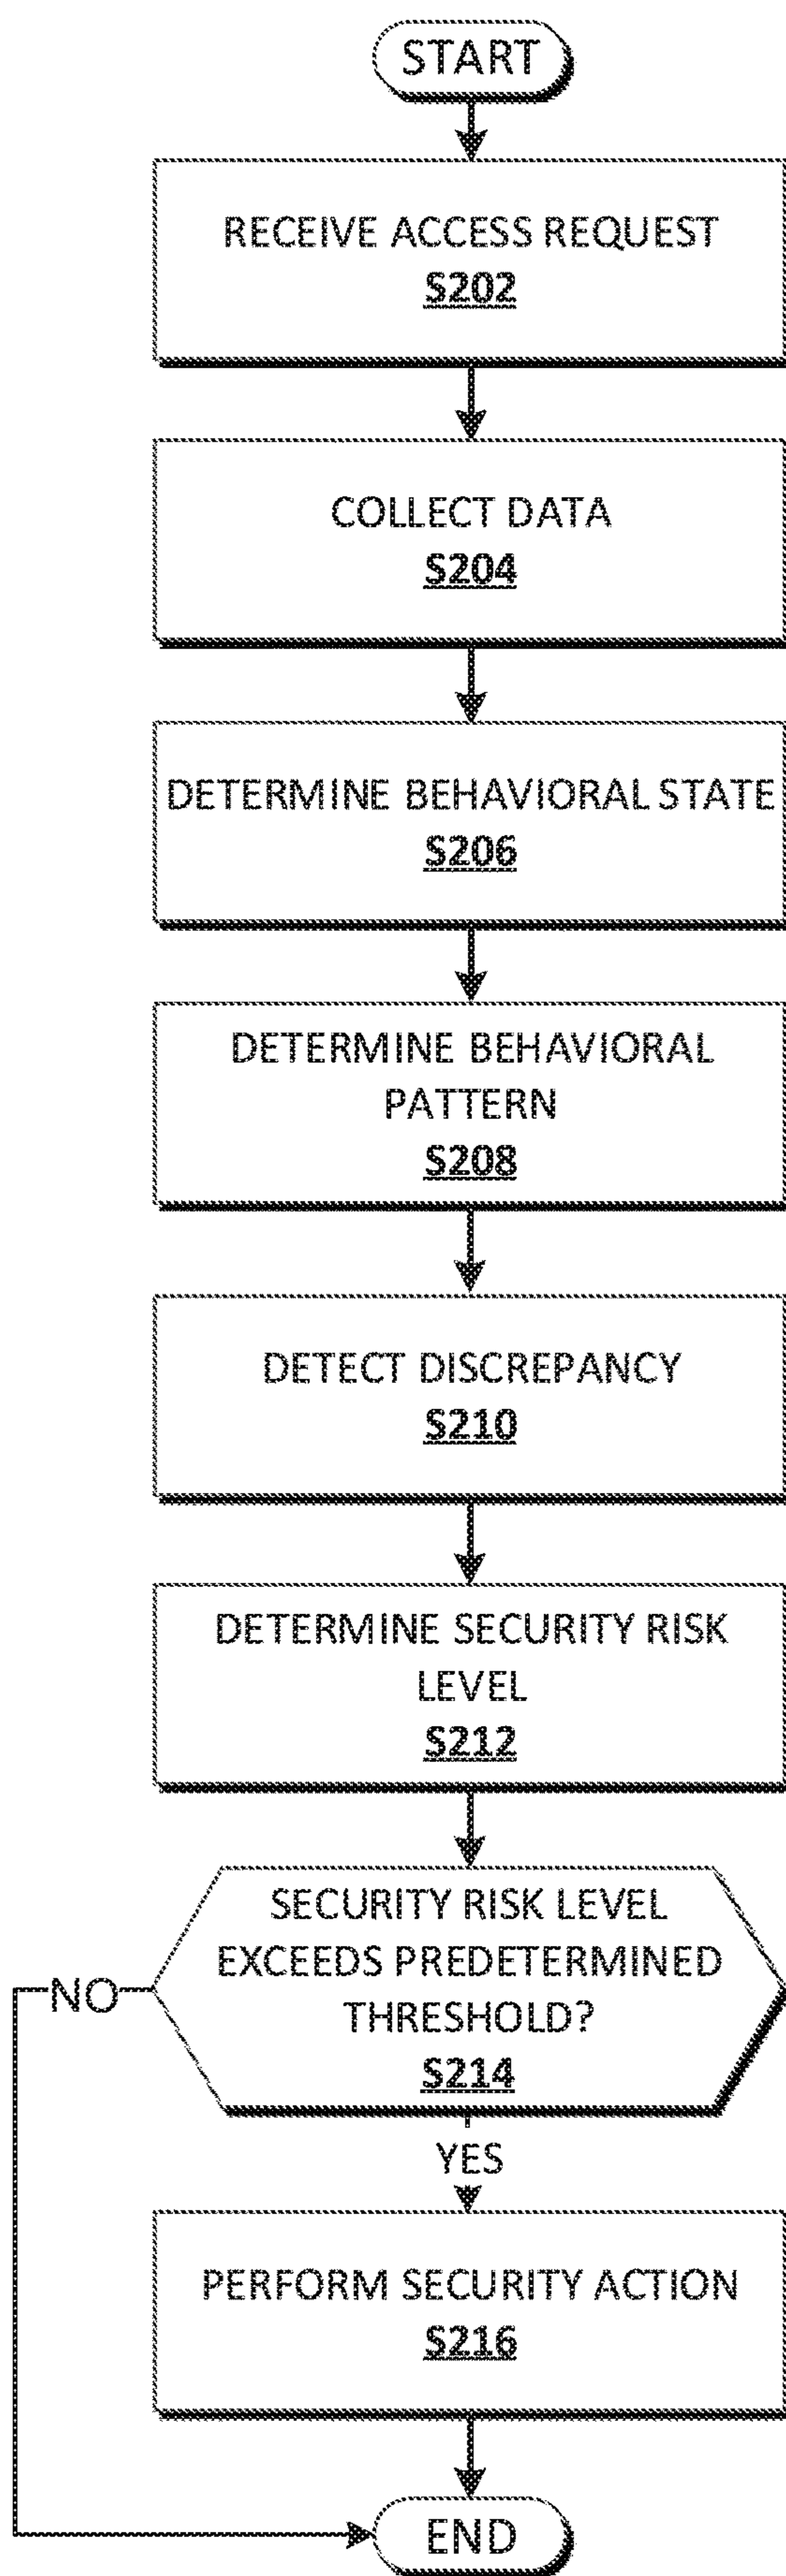 START
RECEIVE ACCESS REQUEST
S202
COLLECT DATA
S204
DETERMINE BEHAVIORAL STATE
S206
DETERMINE BEHAVIORAL
PATTERN
S208
DETECT DISCREPANCY
S210
DETERMINE SECURITY RISK
LEVEL
S212
SECURITY RISK LEVEL
EXCEEDS PREDETERMINED
THRESHOLD?
S214
NO
YES
PERFORM SECURITY ACTION
S216
END